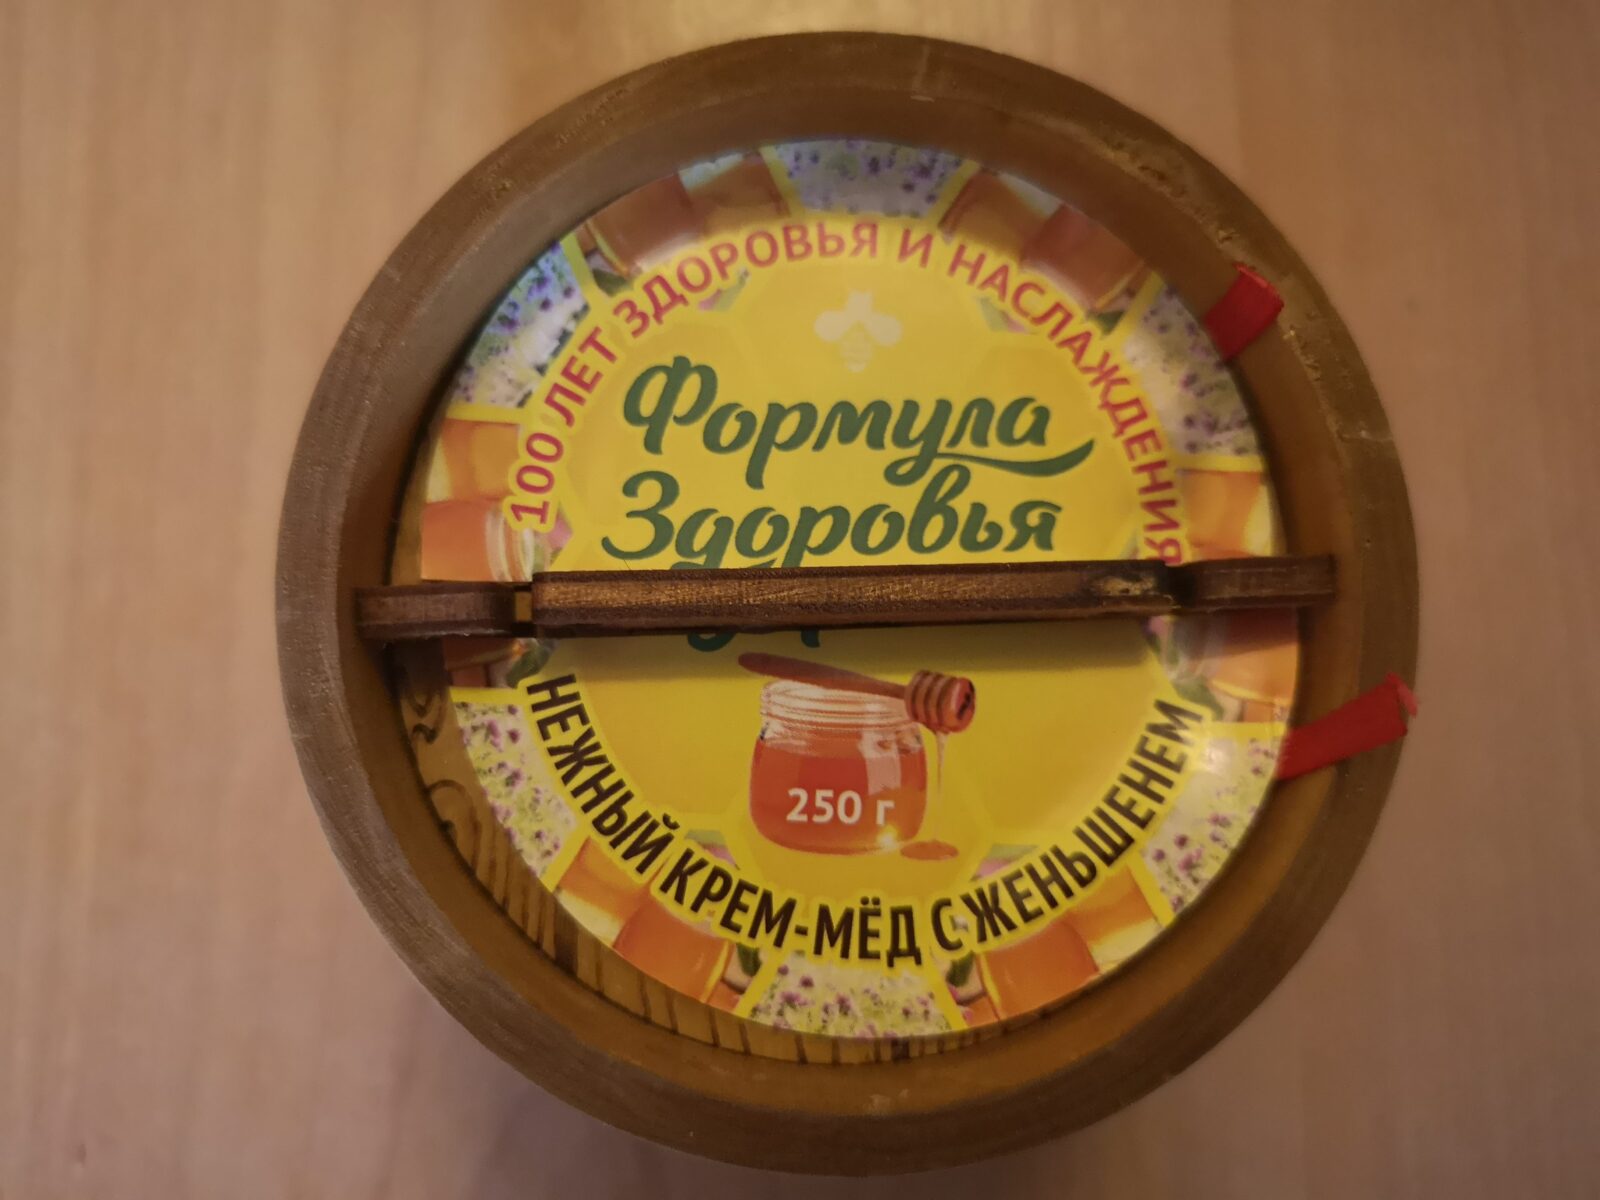 100 ЛЕТ ЗДОРОВЬЯ И НАСЛАЖДЕНИЯ
Формула
Здоровья
250 г
НЕЖНЫЙ КРЕМ-МЁД С ЖЕНЬШЕНЕМ